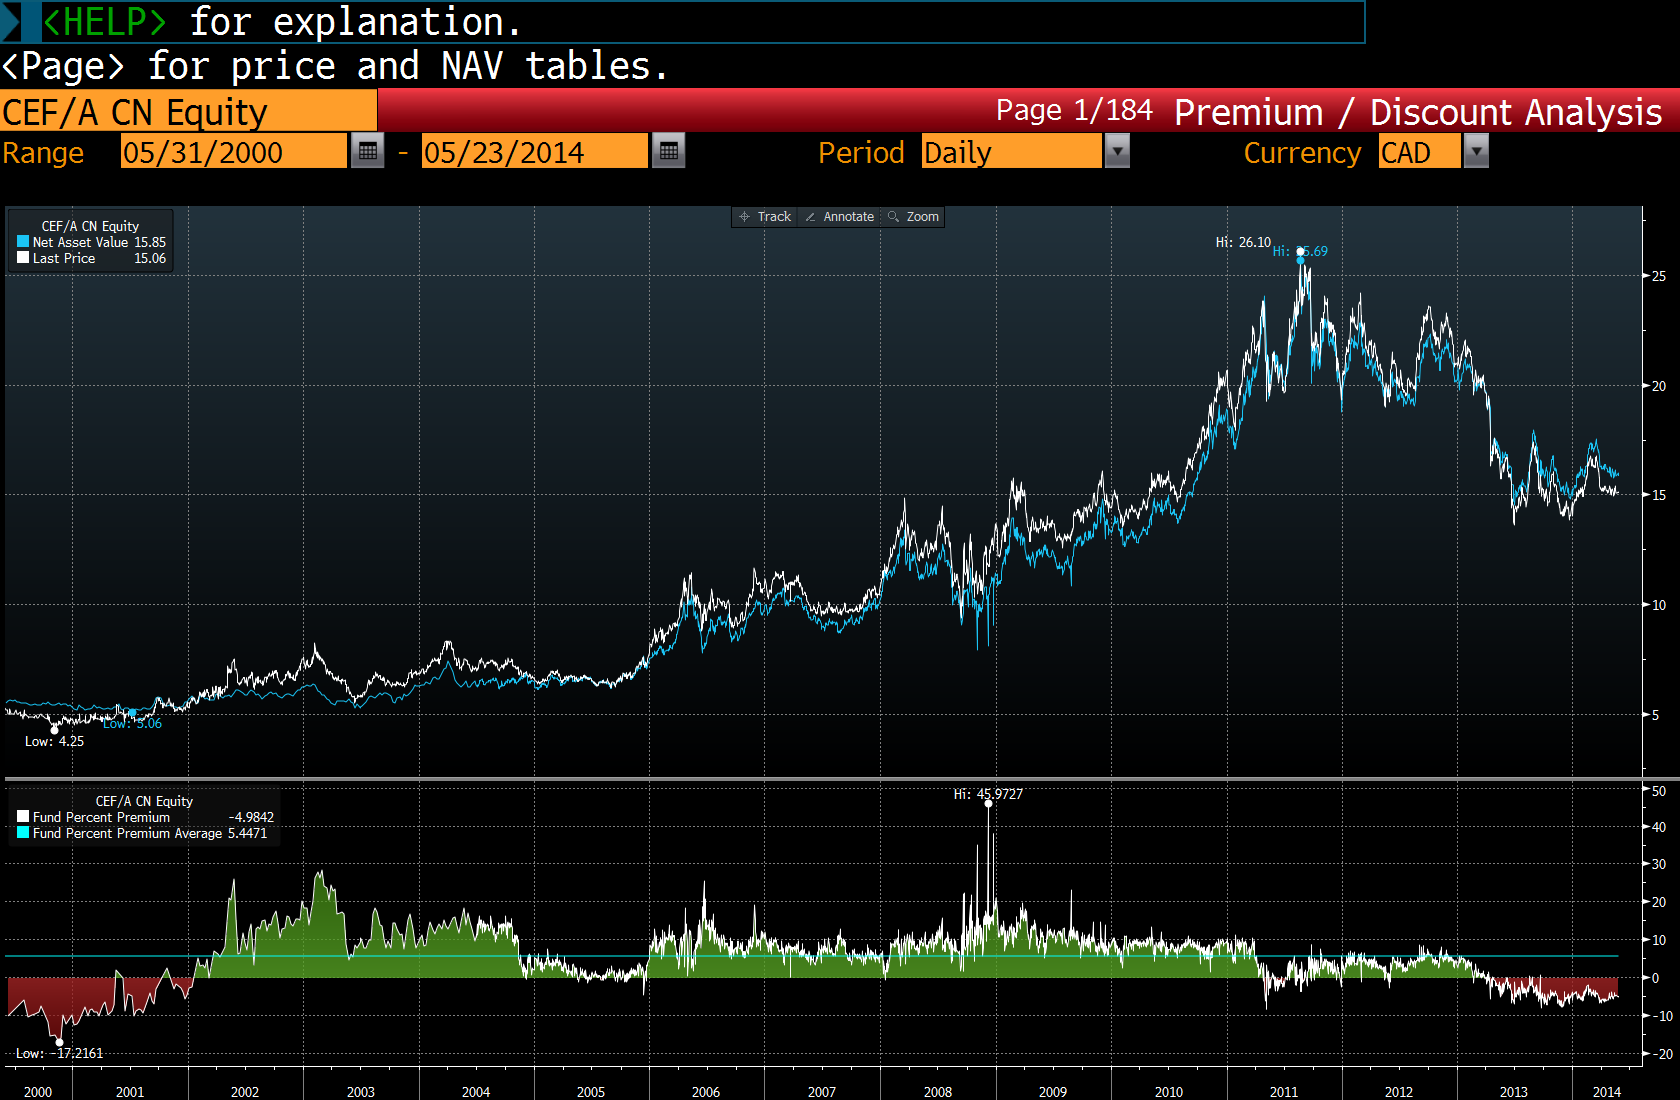 <HELP> for explanation.
<Page> for price and NAV tables.
CEF/A CN Equity Page 1/184 Premium / Discount Analysis
Range 05/31/2000 - 05/23/2014 Period Daily Currency CAD
Track Annotate Zoom
CEF/A CN Equity
Net Asset Value 15.85
Last Price 15.06
Hi: 26.10
Hi: 25.69
25
20
15
10
5
Low: 5.06
Low: 4.25
CEF/A CN Equity
Fund Percent Premium -4.9842
Fund Percent Premium Average 5.4471
Hi: 45.9727
50
40
30
20
10
0
-10
-20
Low: -17.2161
2000 2001 2002 2003 2004 2005 2006 2007 2008 2009 2010 2011 2012 2013 2014